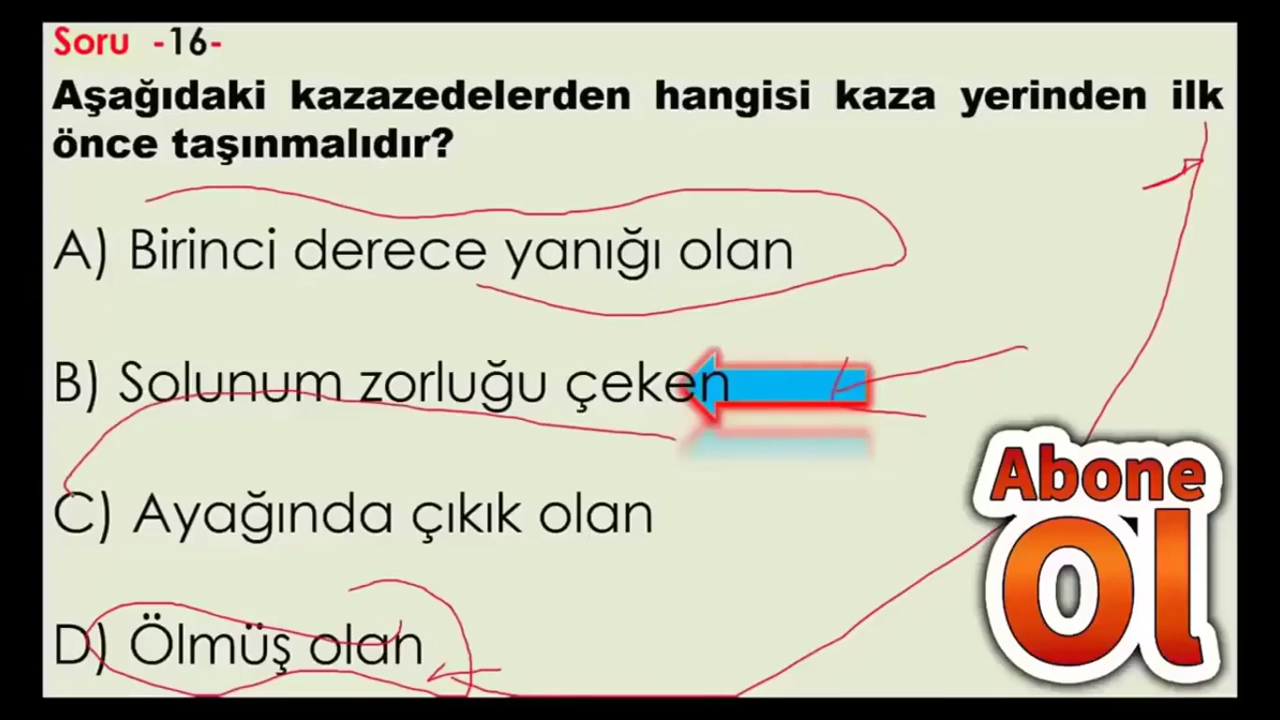 Soru -16-
Aşağıdaki kazazedelerden hangisi kaza yerinden ilk
önce taşınmalıdır?
A) Birinci derece yanığı olan
B) Solunum zorluğu çeken
C) Ayağında çıkık olan
D) Ölmüş olan
Abone
Ol